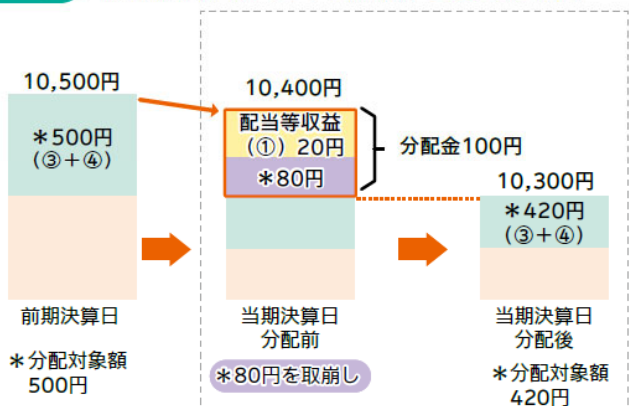 10,500円
＊500円
（③＋④）
前期決算日
＊分配対象額
500円
10,400円
配当等収益
（①）20円
＊80円
分配金100円
当期決算日
分配前
＊80円を取崩し
10,300円
＊420円
（③＋④）
当期決算日
分配後
＊分配対象額
420円